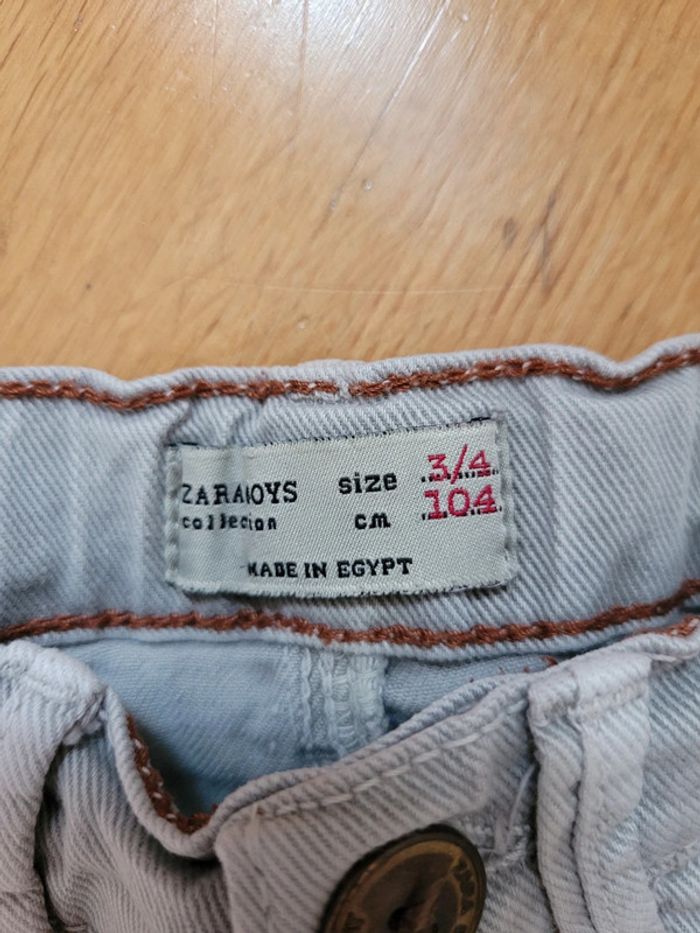 ZARABOYS
collection
size 3/4
cm 104
MADE IN EGYPT